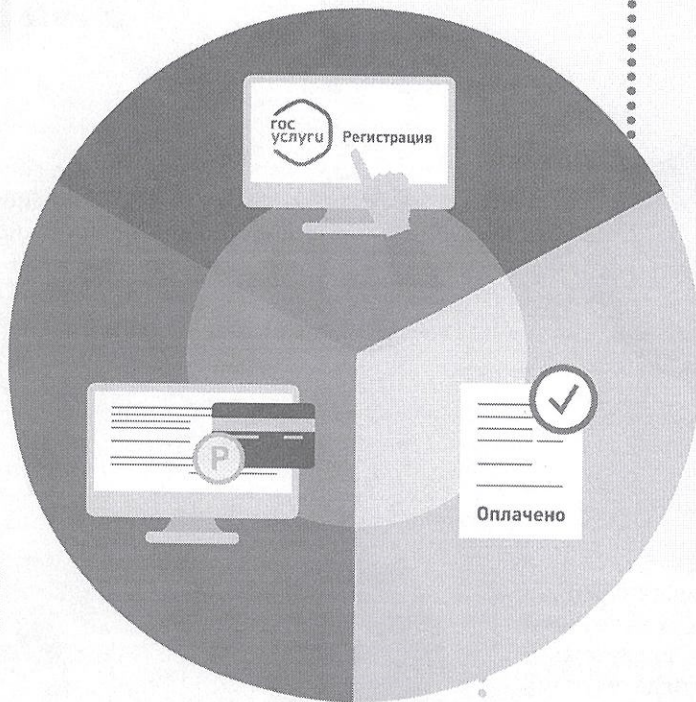 гос
услуги
Регистрация
Р
Оплачено